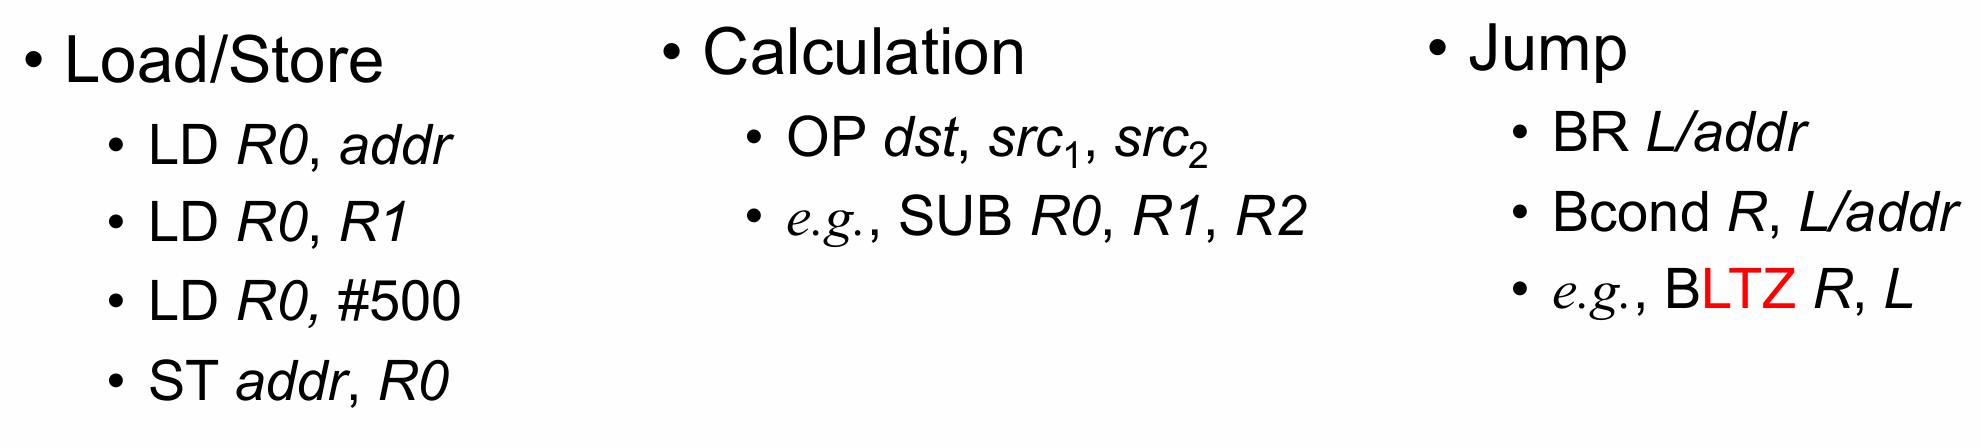 • Load/Store
• LD R0, addr
• LD R0, R1
• LD R0, #500
• ST addr, R0
• Calculation
• OP dst, src₁, src₂
• e.g., SUB R0, R1, R2
• Jump
• BR L/addr
• Bcond R, L/addr
• e.g., BLTZ R, L